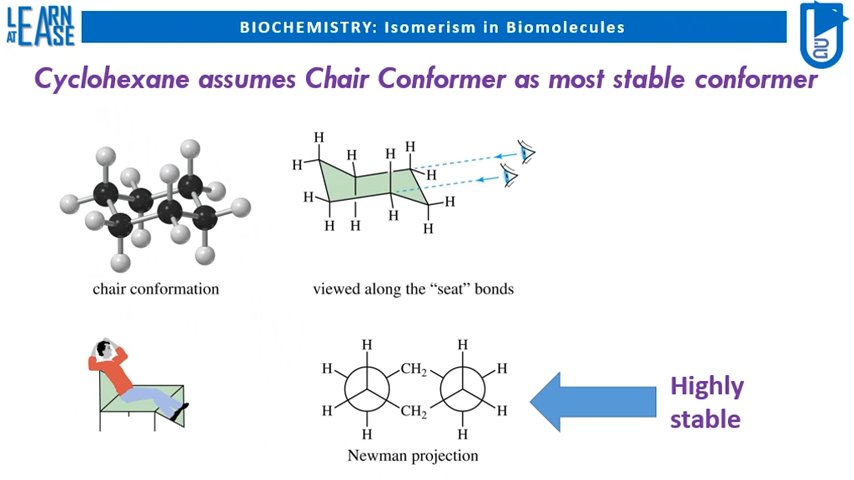 LEARN
AT EASE
BIOCHEMISTRY: Isomerism in Biomolecules
Cyclohexane assumes Chair Conformer as most stable conformer
H
H
H
H
H
H
H
H
H
H
H
H
chair conformation
viewed along the “seat” bonds
H
H
H
CH2
H
H
CH2
H
H
H
Newman projection
Highly
stable